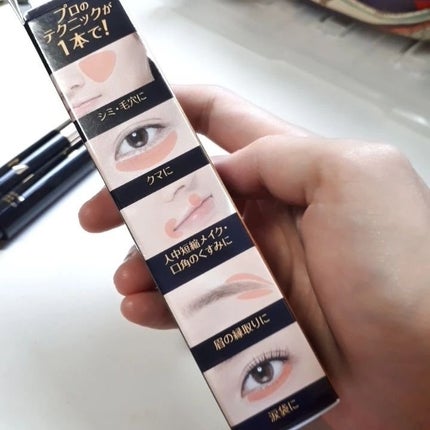 プロの
テクニックが
1本で!
シミ・毛穴に
クマに
人中短縮メイク・
口角のくすみに
眉の縁取りに
涙袋に